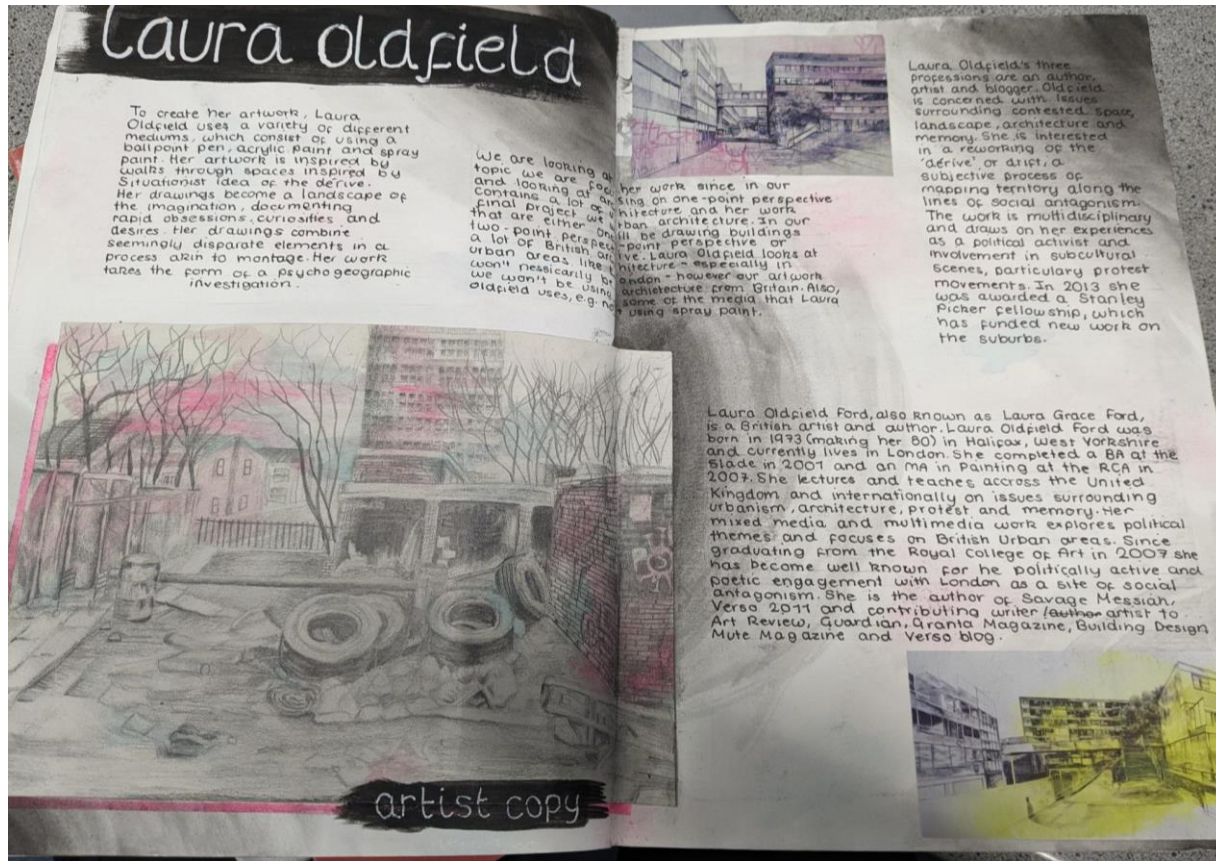 Laura oldfield
To create her artwork, Laura
Oldfield uses a variety of different
mediums, which consist of using a
ballpoint pen, acrylic paint and spray
paint. Her artwork is inspired by
walks through spaces inspired by
Situationist idea of the dérive.
Her drawings become a landscape of
the imagination, documenting
rapid obsessions, curiosities and
desires. Her drawings combine
seemingly disparate elements in a
process akin to montage. Her work
takes the form of a psychogeographic
investigation.
We are looking at her work since in our
topic we are focusing on one-point perspective
and looking at architecture and her work
contains a lot of urban architecture. In our
final project we will be drawing buildings
that are either one-point perspective or
two-point perspective. Laura Oldfield looks at
a lot of British architecture - especially in
urban areas like London - however our artwork
won't nessicarily be architecture from Britain. Also,
we won't be using some of the media that Laura
oldfield uses, e.g. not using spray paint.
Laura Oldfield's three
professions are an author,
artist and blogger. Oldfield
is concerned with issues
surrounding contested space,
landscape, architecture and
memory. She is interested
in a reworking of the
'dérive' or drift, a
subjective process of
mapping territory along the
lines of social antagonism.
The work is multidisciplinary
and draws on her experiences
as a political activist and
involvement in subcultural
scenes, particulary protest
movements. In 2013 she
was awarded a Stanley
Picker fellowship, which
has funded new work on
the suburbs.
Laura Oldfield Ford, also known as Laura Grace Ford,
is a British artist and author. Laura Oldfield Ford was
born in 1973 (making her 50) in Halifax, West Yorkshire
and currently lives in London. She completed a BA at the
Slade in 2001 and an MA in Painting at the RCA in
2007. She lectures and teaches accross the United
Kingdom and internationally on issues surrounding
urbanism, architecture, protest and memory. Her
mixed media and multimedia work explores political
themes and focuses on British Urban areas. Since
graduating from the Royal College of Art in 2007 she
has become well known for he politically active and
poetic engagement with London as a site of social
antagonism. She is the author of Savage Messiah,
Verso 2011 and contributing writer /author artist to
Art Review, Guardian, Granta Magazine, Building Design
Mute Magazine and Verso blog.
artist copy